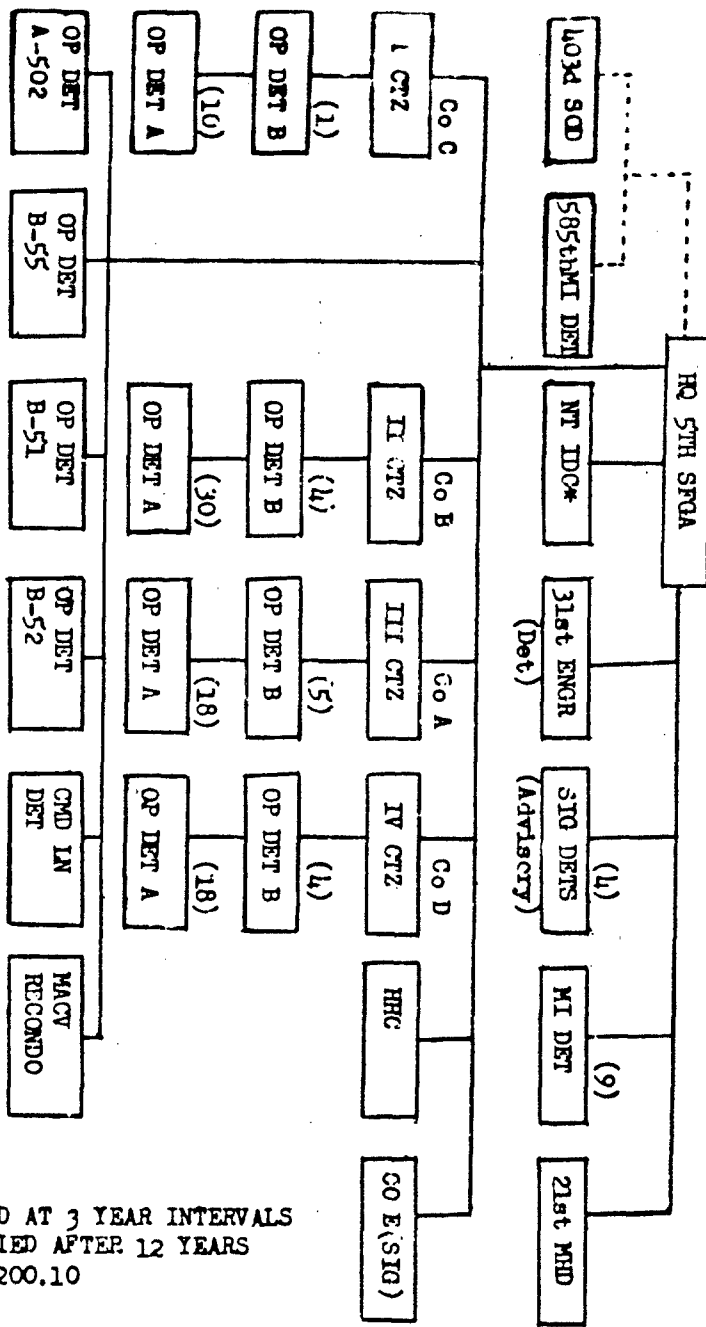 HQ 5TH SFGA
403d SOD
585thMI DET
NT IDC*
31st ENGR
(Det)
(4)
SIG DETS
(Adviscry)
(9)
MI DET
21st MHD
Co C
I CTZ
Co B
II CTZ
Co A
III CTZ
Co D
IV CTZ
HHC
CO E(SIG)
(1)
OP DET B
(4)
OP DET B
(5)
OP DET B
(4)
OP DET B
(10)
OP DET A
(30)
OP DET A
(18)
OP DET A
(18)
OP DET A
OP DET
A-502
OP DET
B-55
OP DET
B-51
OP DET
B-52
CMD LN
DET
MACV
RECONDO
D AT 3 YEAR INTERVALS
IED AFTER 12 YEARS
200.10